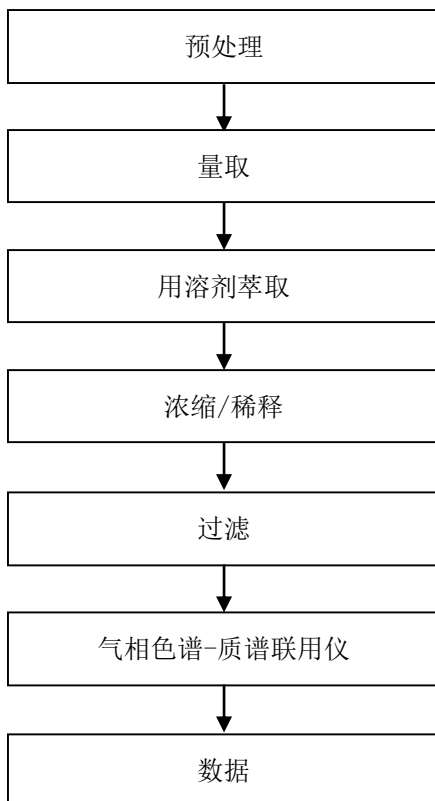 预处理
量取
用溶剂萃取
浓缩/稀释
过滤
气相色谱-质谱联用仪
数据